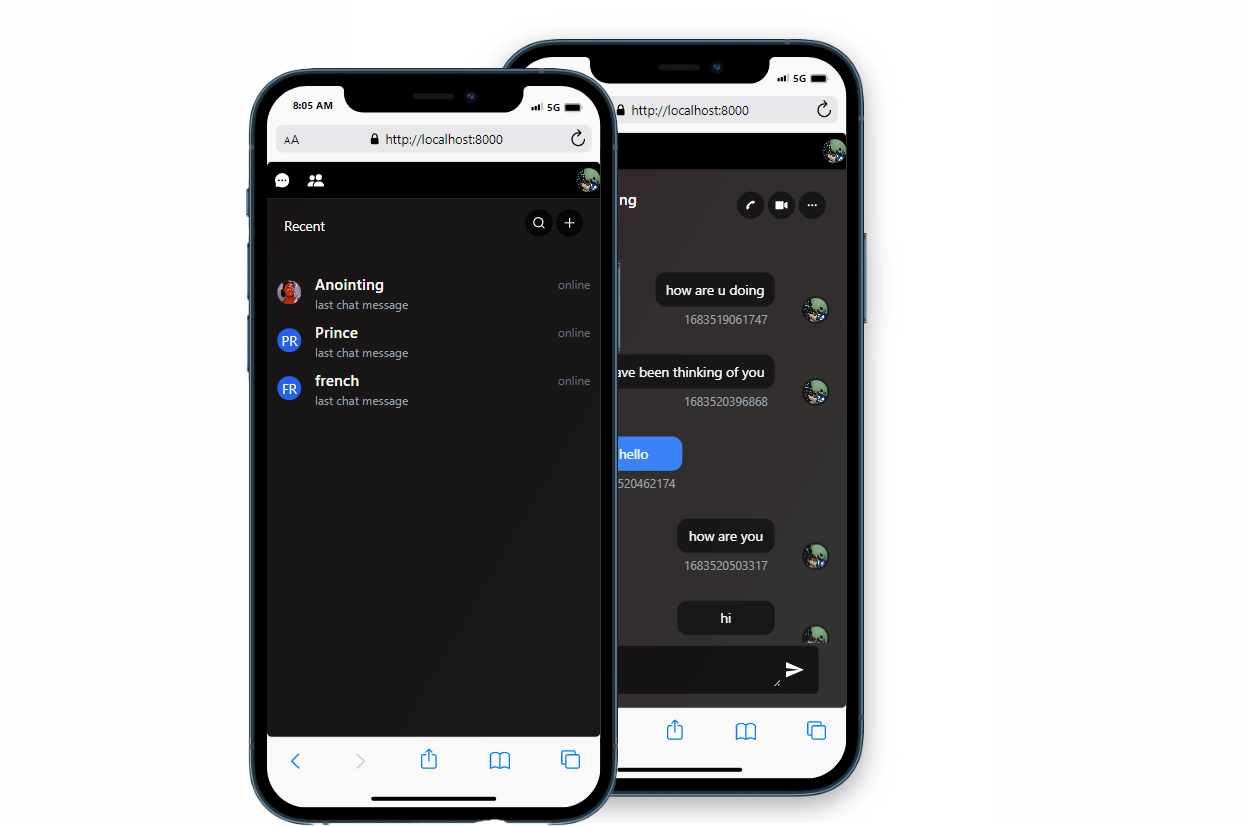 8:05 AM
5G
AA
http://localhost:8000
Recent
Anointing
online
last chat message
PR
Prince
online
last chat message
FR
french
online
last chat message
5G
http://localhost:8000
ng
how are u doing
1683519061747
ave been thinking of you
1683520396868
hello
520462174
how are you
1683520503317
hi